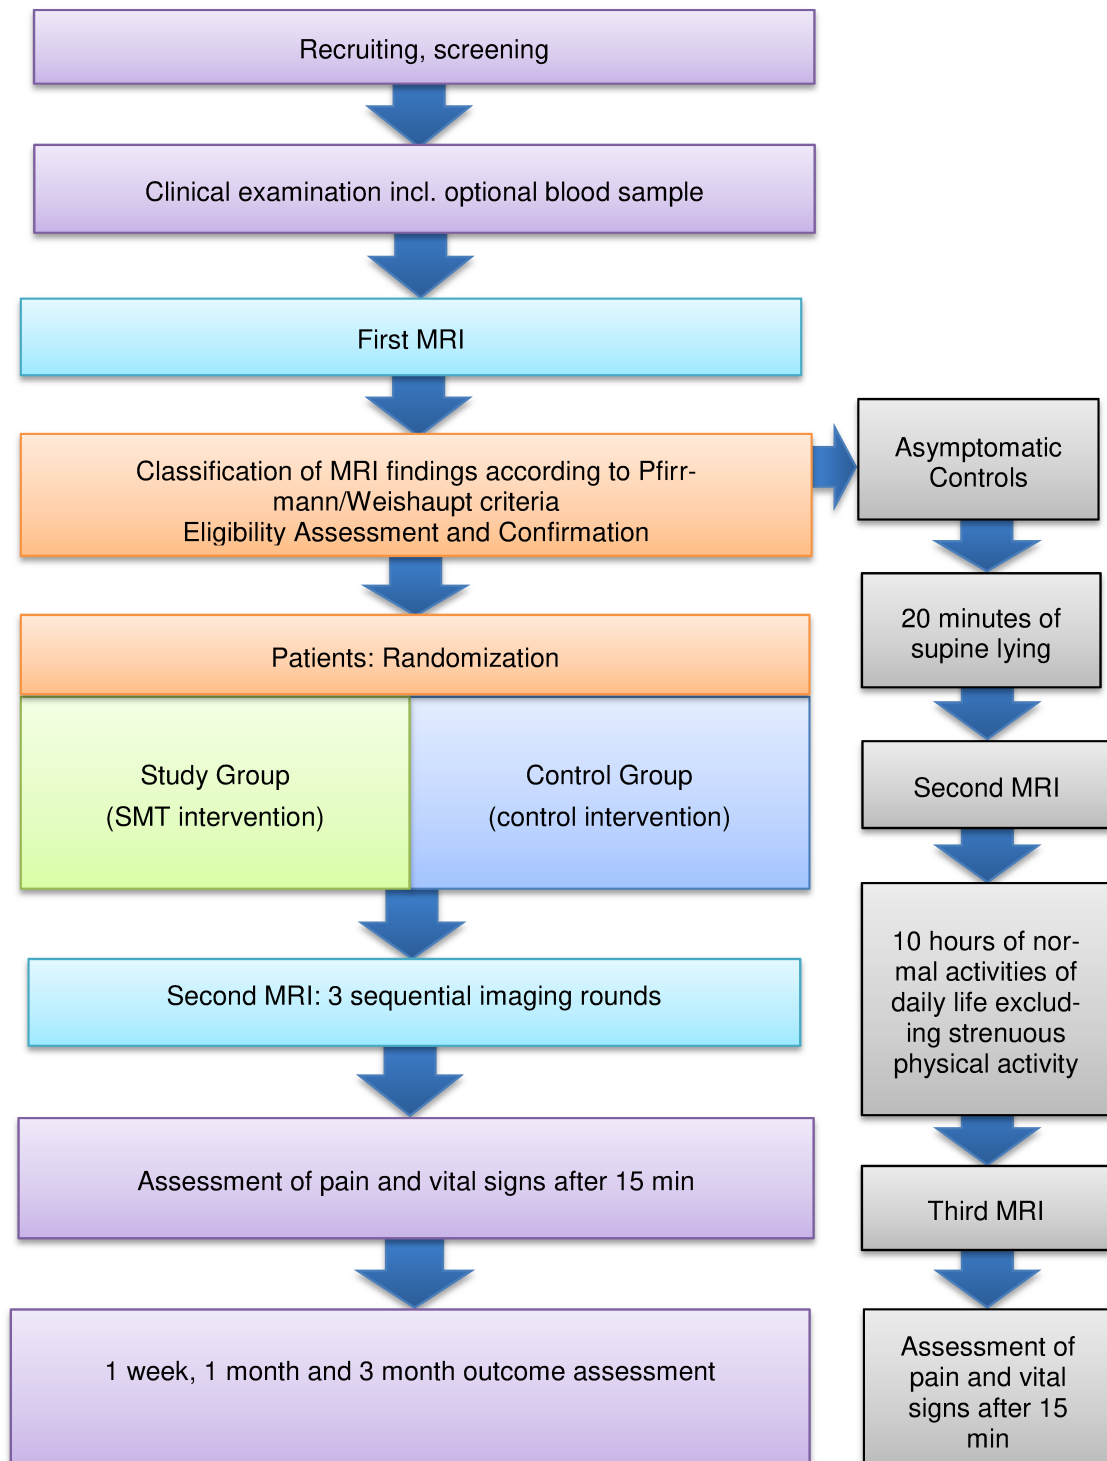 Recruiting, screening
Clinical examination incl. optional blood sample
First MRI
Classification of MRI findings according to Pfirr-
mann/Weishaupt criteria
Eligibility Assessment and Confirmation
Patients: Randomization
Study Group
(SMT intervention)
Control Group
(control intervention)
Second MRI: 3 sequential imaging rounds
Assessment of pain and vital signs after 15 min
1 week, 1 month and 3 month outcome assessment
Asymptomatic
Controls
20 minutes of
supine lying
Second MRI
10 hours of nor-
mal activities of
daily life exclud-
ing strenuous
physical activity
Third MRI
Assessment of
pain and vital
signs after 15
min